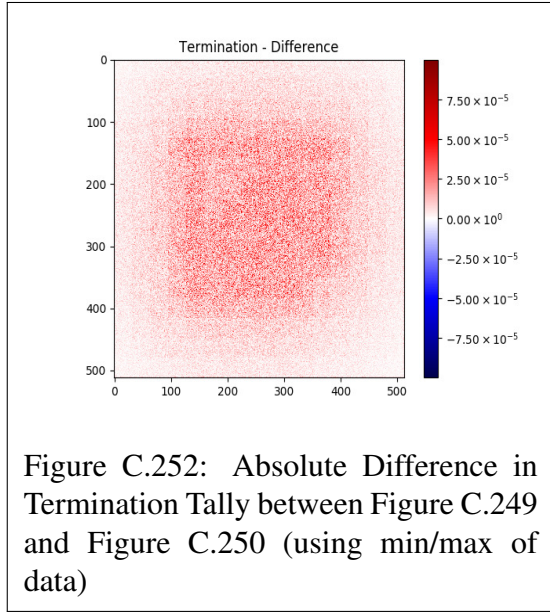 Termination - Difference
0
100
200
300
400
500
0 100 200 300 400 500
7.50 × 10⁻⁵
5.00 × 10⁻⁵
2.50 × 10⁻⁵
0.00 × 10⁰
−2.50 × 10⁻⁵
−5.00 × 10⁻⁵
−7.50 × 10⁻⁵
Figure C.252: Absolute Difference in
Termination Tally between Figure C.249
and Figure C.250 (using min/max of
data)